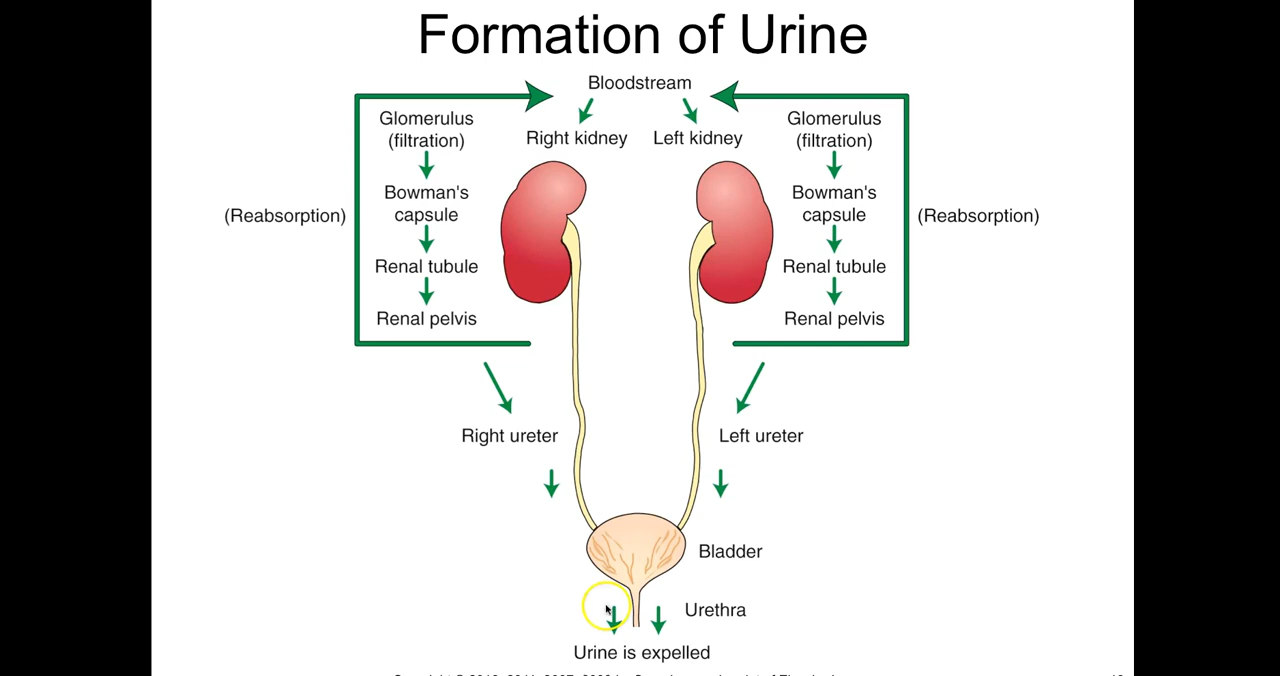 Formation of Urine
Bloodstream
Right kidney
Left kidney
Glomerulus
(filtration)
Bowman's
capsule
Renal tubule
Renal pelvis
(Reabsorption)
Glomerulus
(filtration)
Bowman's
capsule
Renal tubule
Renal pelvis
(Reabsorption)
Right ureter
Left ureter
Bladder
Urethra
Urine is expelled